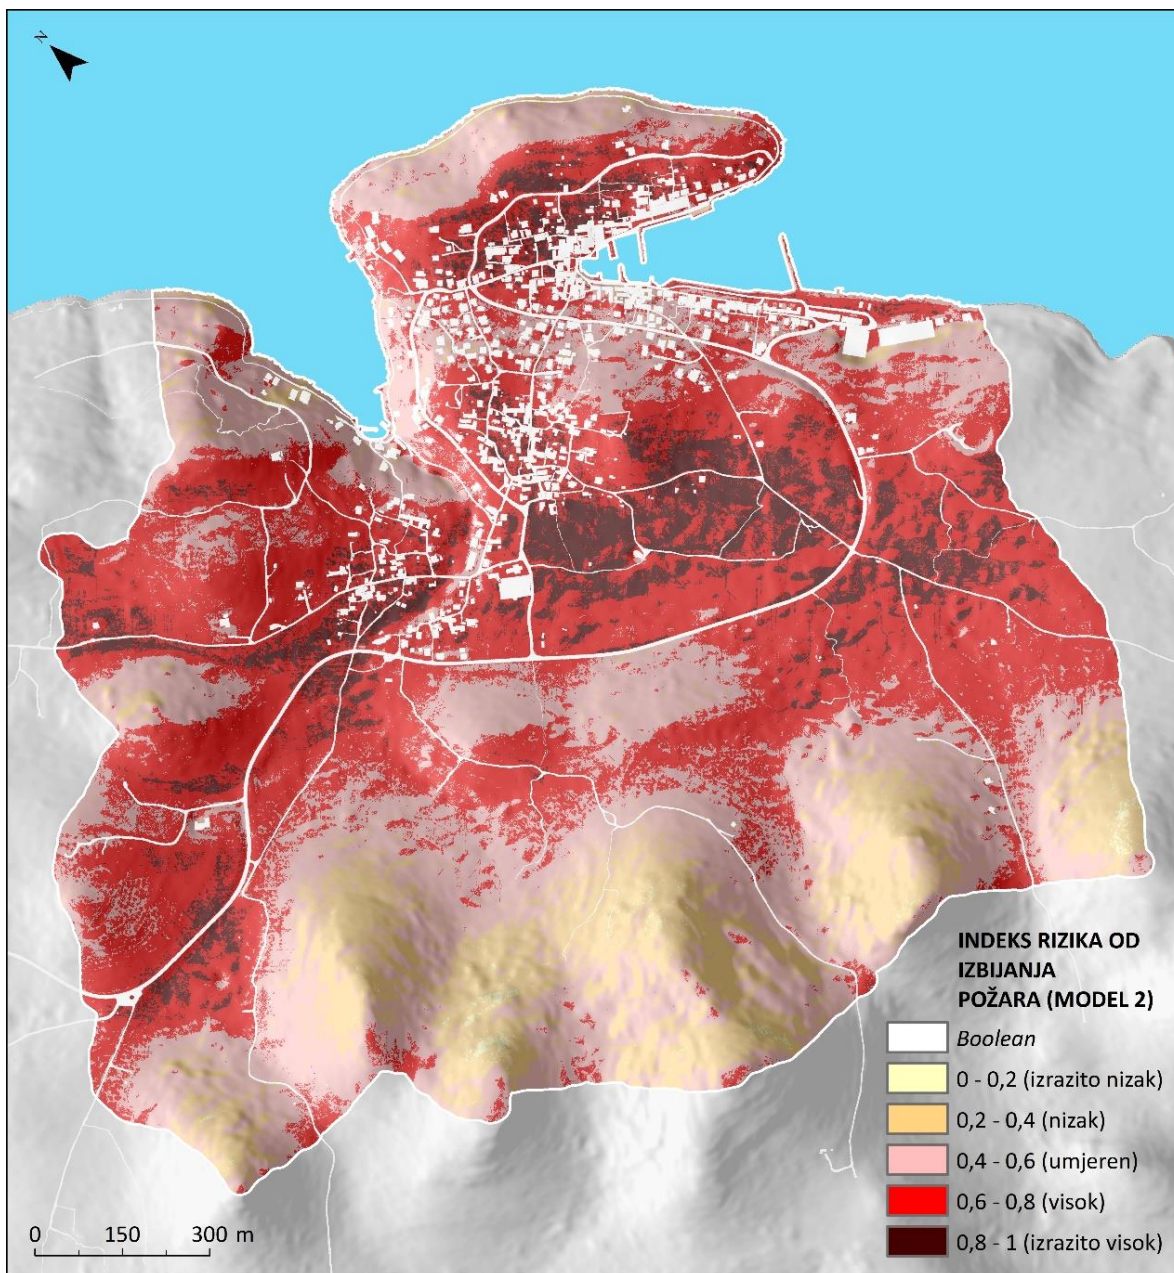 N
INDEKS RIZIKA OD
IZBIJANJA
POŽARA (MODEL 2)
Boolean
0 - 0,2 (izrazito nizak)
0,2 - 0,4 (nizak)
0,4 - 0,6 (umjeren)
0,6 - 0,8 (visok)
0,8 - 1 (izrazito visok)
0 150 300 m